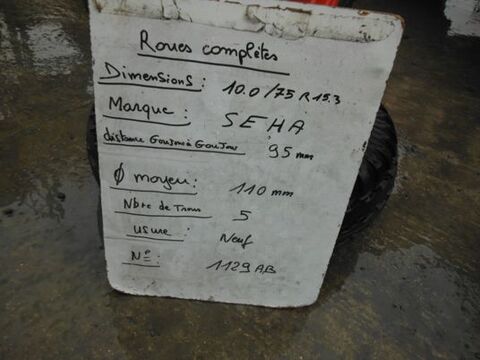 Roues complètes
Dimensions: 10.0/75 R 15.3
Marque: SEHA
distance Goujon à Goujon 95 mm
Ø moyeu: 110 mm
Nbre de Trous 5
usure: Neuf
N°: 1129 AB